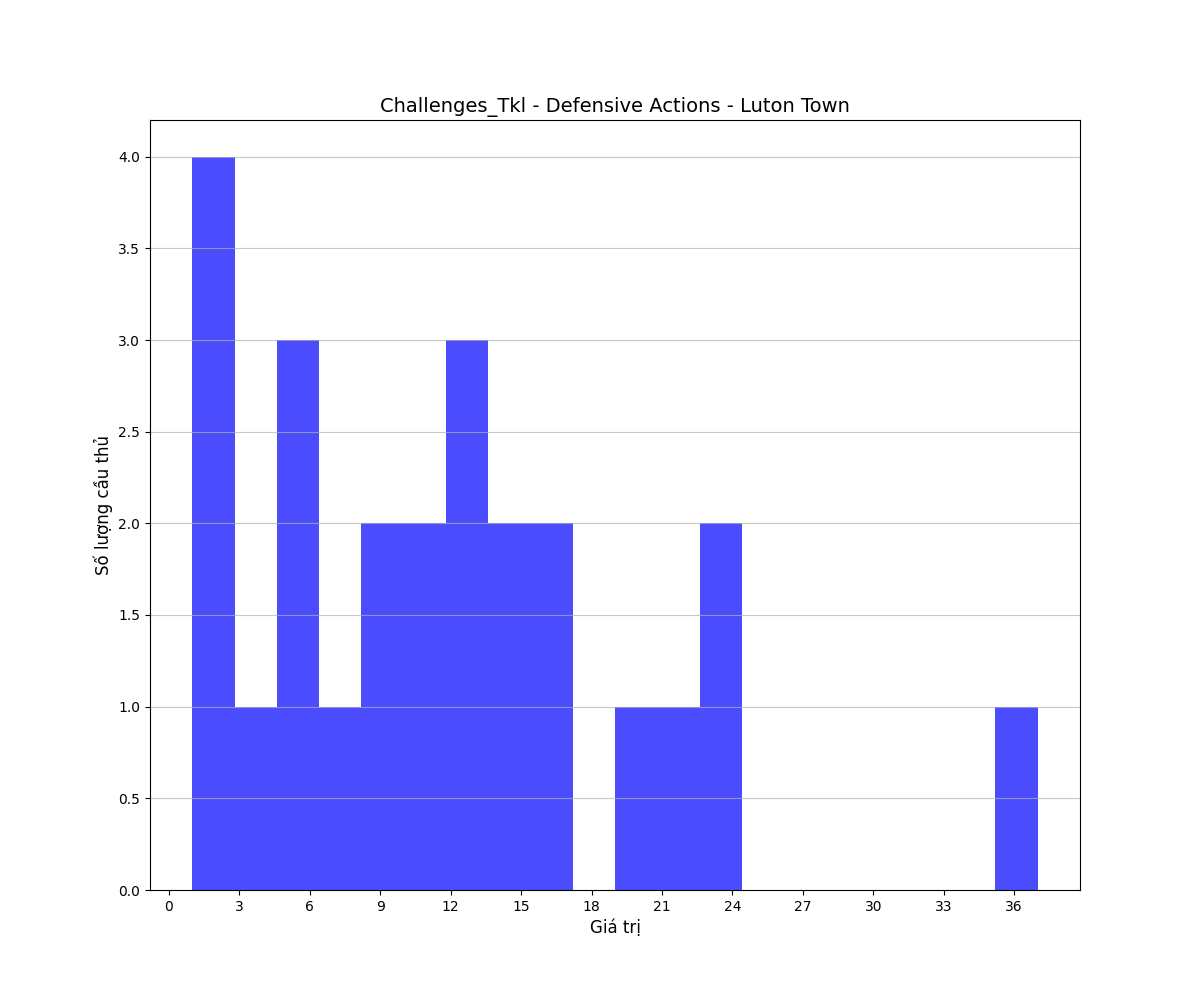 Challenges_Tkl - Defensive Actions - Luton Town
4.0
3.5
3.0
2.5
2.0
1.5
1.0
0.5
0.0
Số lượng cầu thủ
0 3 6 9 12 15 18 21 24 27 30 33 36
Giá trị